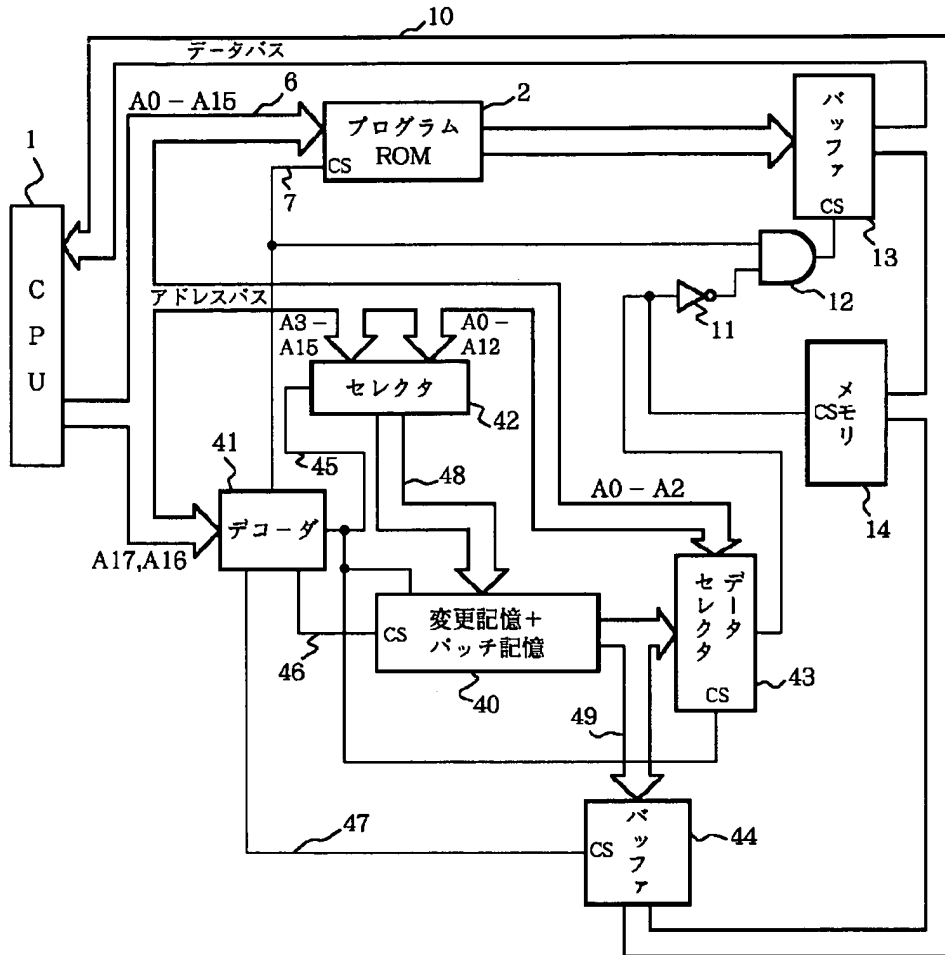 10
データバス
A0-A15
6
2
プログラム
ROM
CS
7
バッファ
CS
13
1
CPU
12
11
アドレスバス
A3-
A15
A0-
A12
セレクタ
42
メモリ
CS
14
41
45
48
デコーダ
A17,A16
A0-A2
データ
セレクタ
CS
43
46
CS
変更記憶+
パッチ記憶
40
49
47
CS
バッファ
44